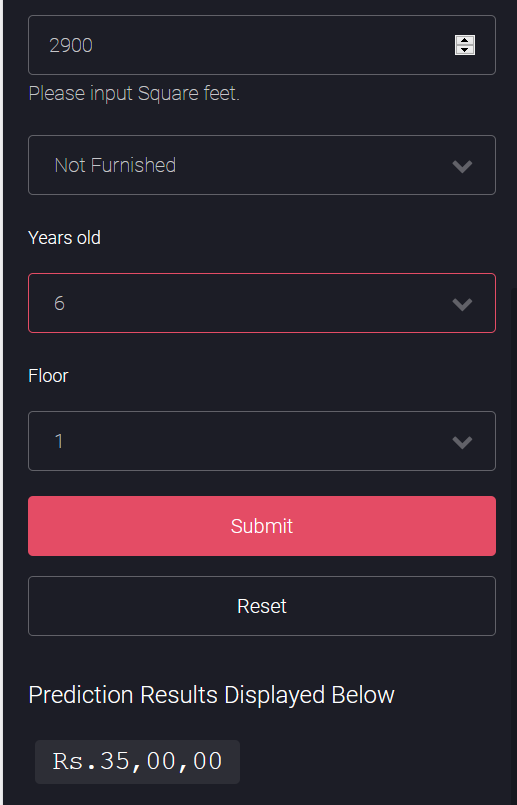 2900
Please input Square feet.
Not Furnished
Years old
6
Floor
1
Submit
Reset
Prediction Results Displayed Below
Rs.35,00,00